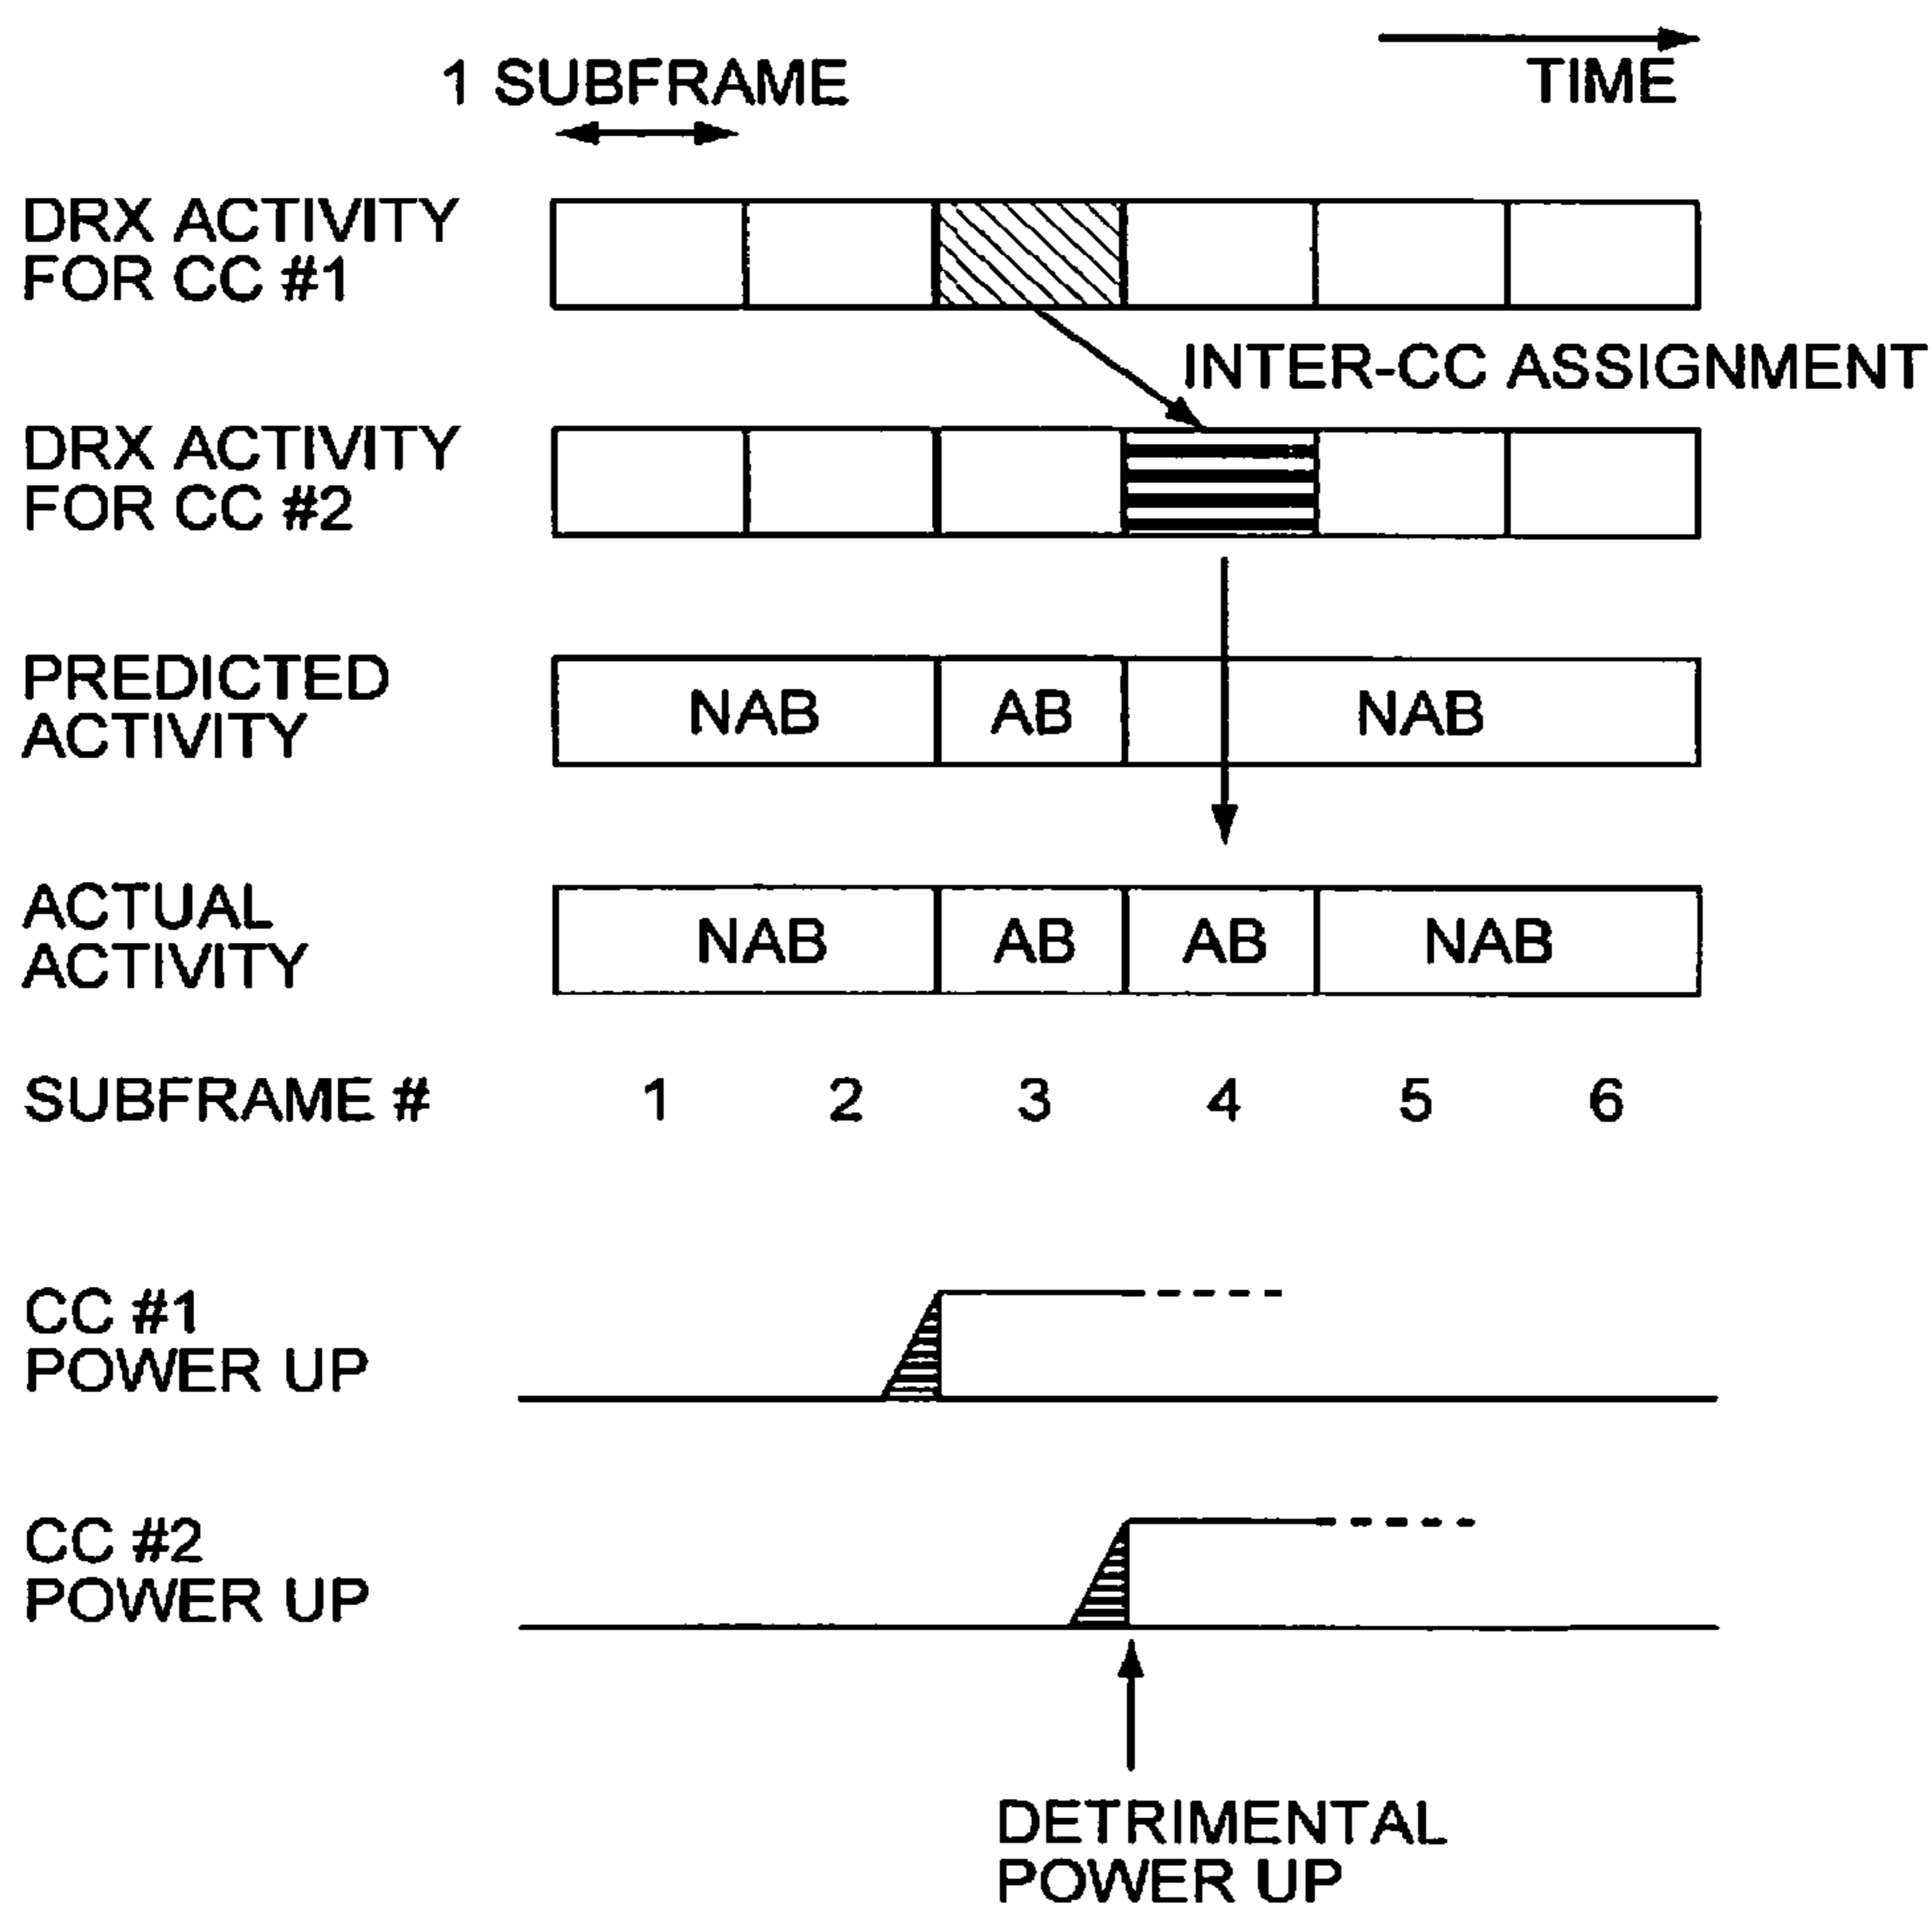 1 SUBFRAME
TIME
DRX ACTIVITY
FOR CC #1
INTER-CC ASSIGNMENT
DRX ACTIVITY
FOR CC #2
PREDICTED
ACTIVITY
NAB AB NAB
ACTUAL
ACTIVITY
NAB AB AB NAB
SUBFRAME # 1 2 3 4 5 6
CC #1
POWER UP
CC #2
POWER UP
DETRIMENTAL
POWER UP